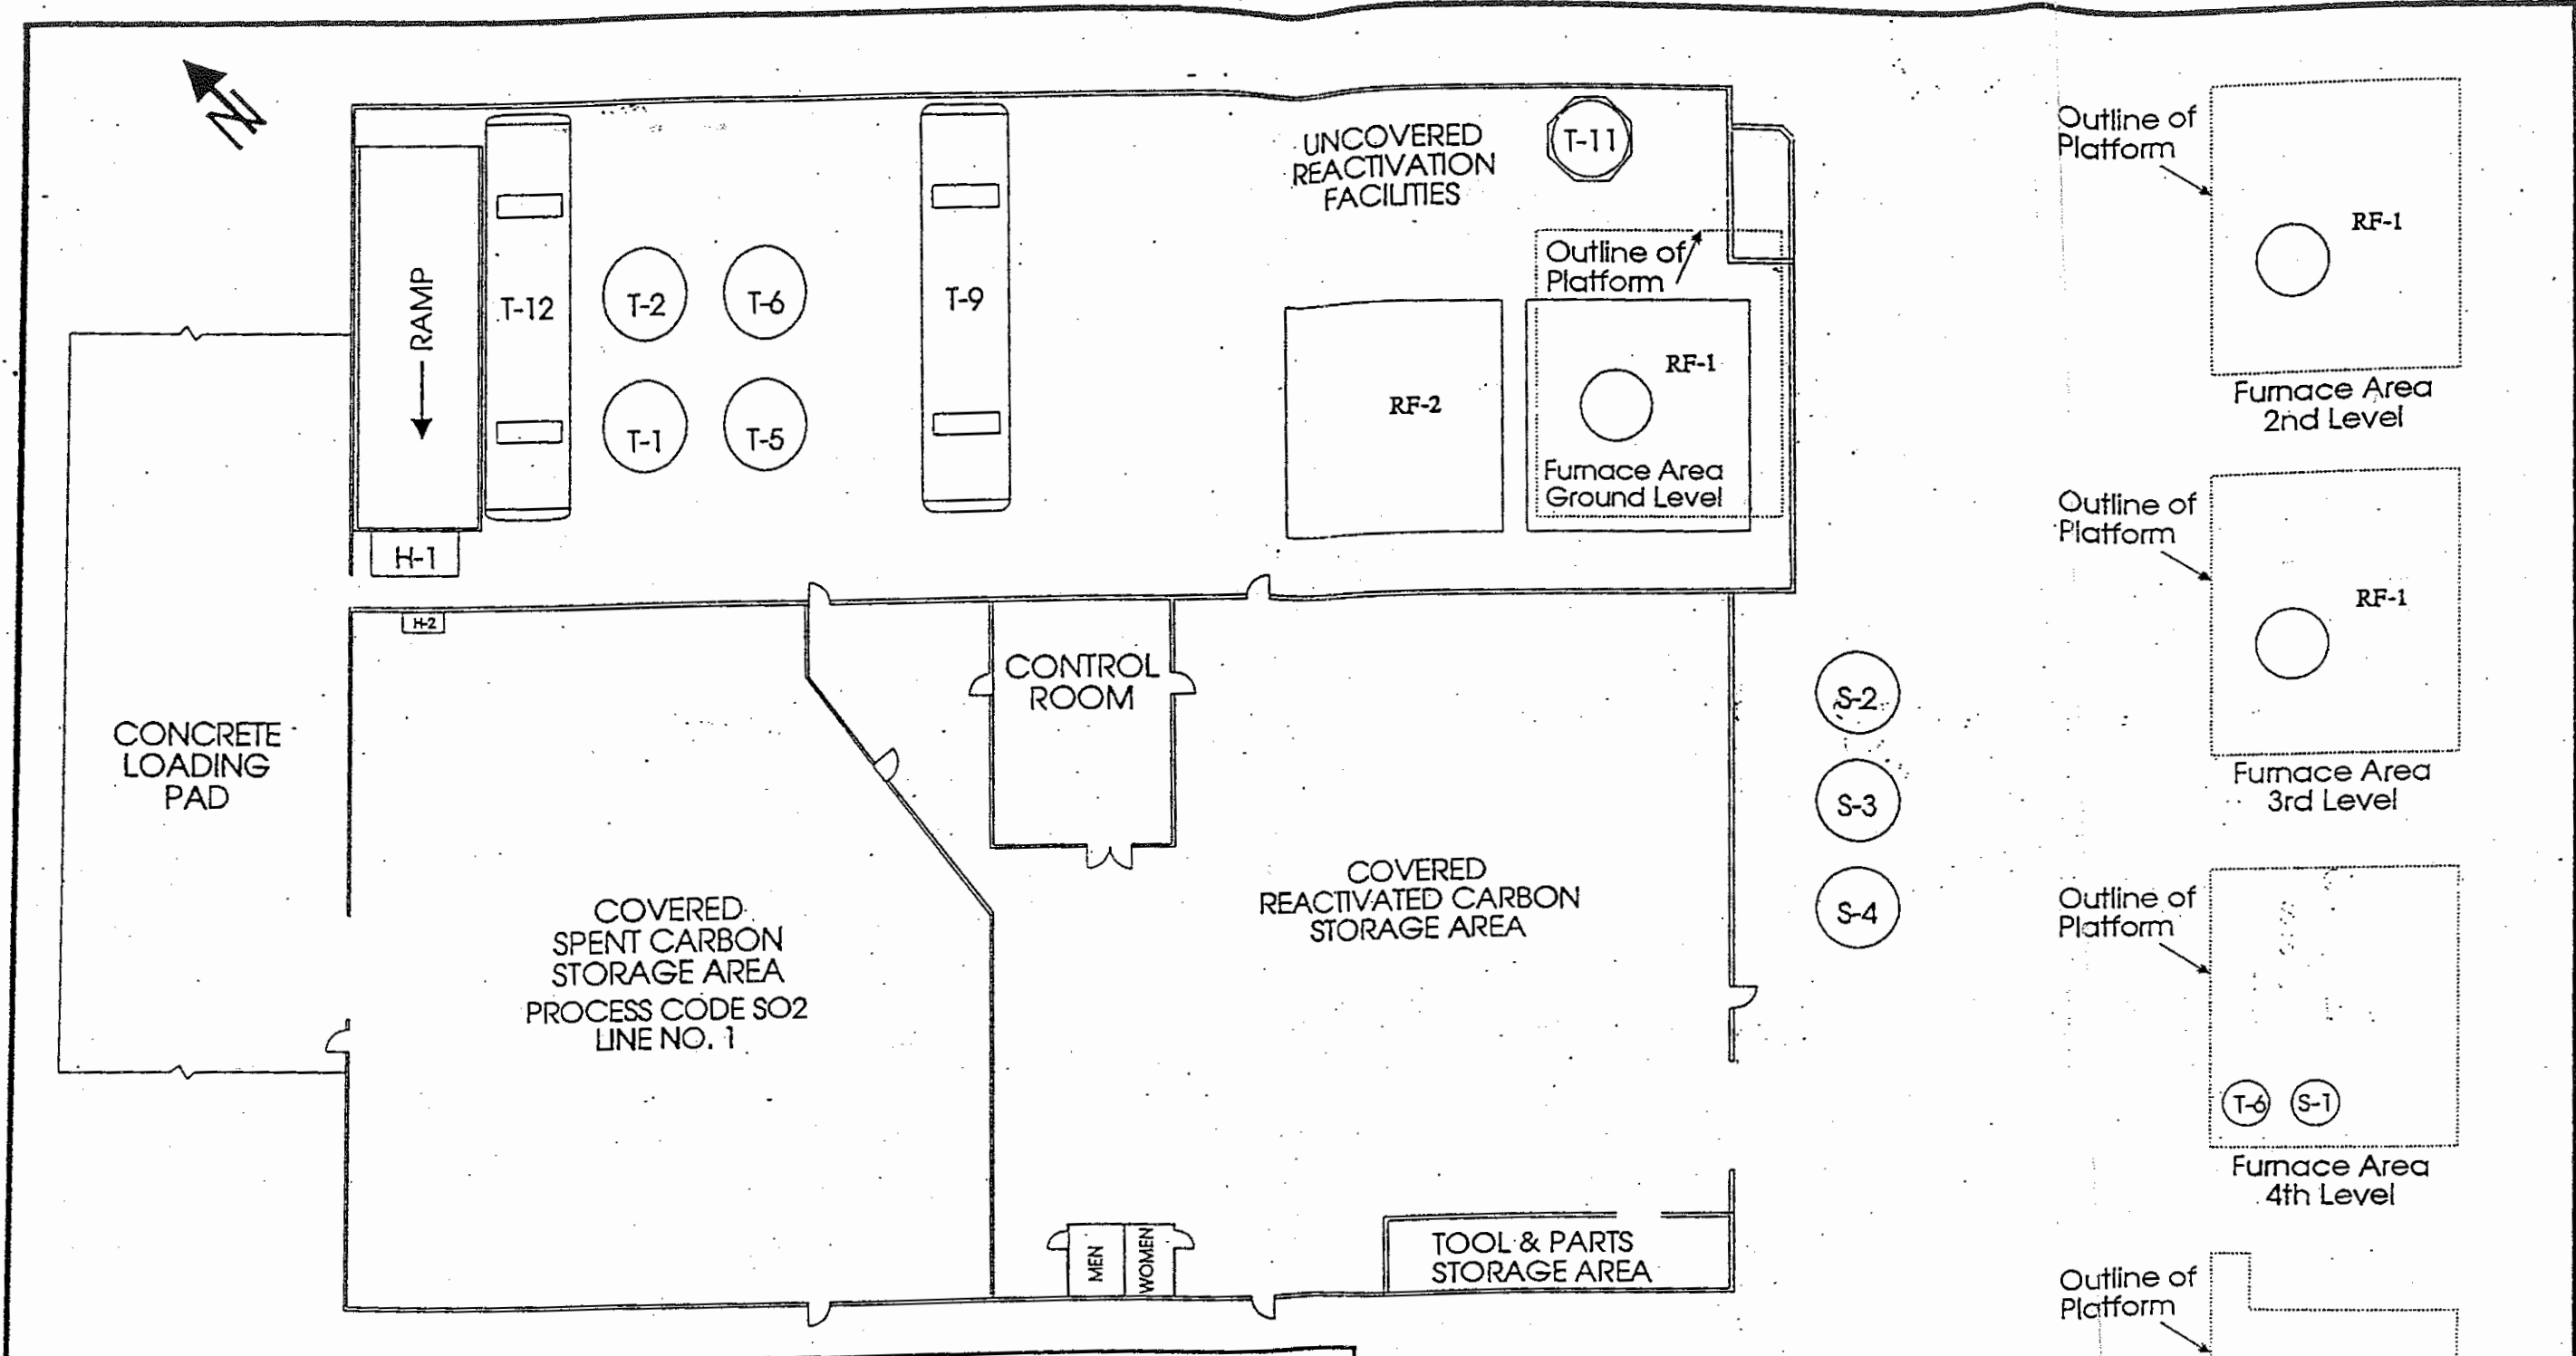 N
UNCOVERED
REACTIVATION
FACILITIES
T-11
Outline of
Platform
RAMP
T-12
T-2
T-6
T-9
T-1
T-5
RF-2
RF-1
Furnace Area
Ground Level
H-1
H-2
CONTROL
ROOM
CONCRETE
LOADING
PAD
COVERED
SPENT CARBON
STORAGE AREA
PROCESS CODE SO2
LINE NO. 1
COVERED
REACTIVATED CARBON
STORAGE AREA
S-2
S-3
S-4
MEN
WOMEN
TOOL & PARTS
STORAGE AREA
Outline of
Platform
RF-1
Furnace Area
2nd Level
Outline of
Platform
RF-1
Furnace Area
3rd Level
Outline of
Platform
T-6
S-1
Furnace Area
4th Level
Outline of
Platform